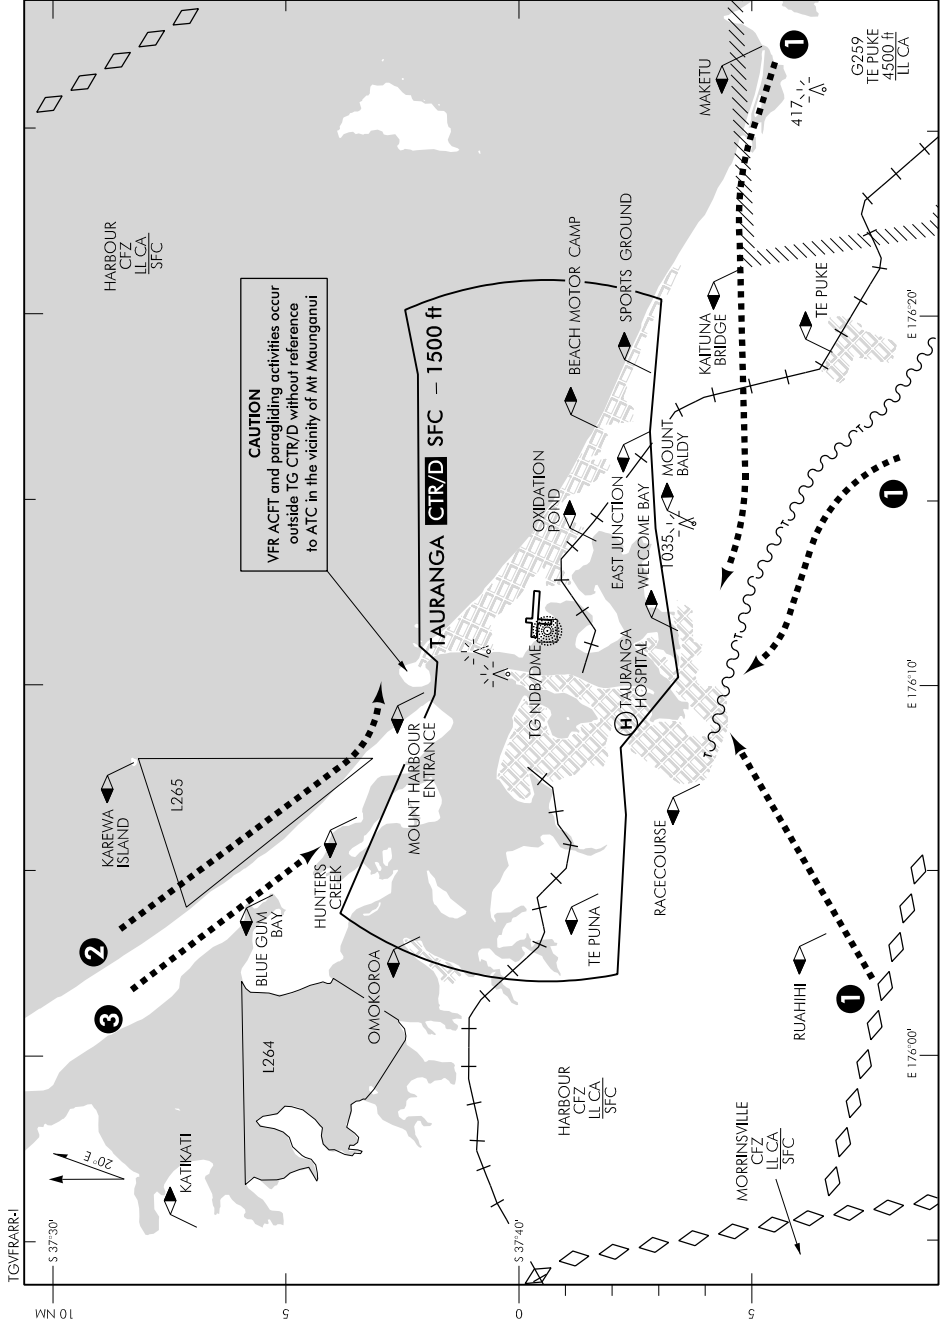 TGVFRARR-I
10 NM
5
0
5
S 37°30'
S 37°40'
20° E
KATIKATI
3
2
KAREWA
ISLAND
L265
BLUE GUM
BAY
HUNTERS
CREEK
L264
OMOKOROA
HARBOUR
CFZ
LL CA
SFC
CAUTION
VFR ACFT and paragliding activities occur
outside TG CTR/D without reference
to ATC in the vicinity of Mt Maunganui
TAURANGA CTR/D SFC – 1500 ft
MOUNT HARBOUR
ENTRANCE
TG NDB/DME
OXIDATION
POND
BEACH MOTOR CAMP
SPORTS GROUND
MAKETU
HARBOUR
CFZ
LL CA
SFC
TE PUNA
H
TAURANGA
HOSPITAL
EAST JUNCTION
WELCOME BAY
1035
MOUNT
BALDY
KAITUNA
BRIDGE
TE PUKE
1
417
G259
TE PUKE
4500 ft
LL CA
RACECOURSE
MORRINSVILLE
CFZ
LL CA
SFC
RUAHIHI
1
T
T
T
T
1
E 176°00'
E 176°10'
E 176°20'